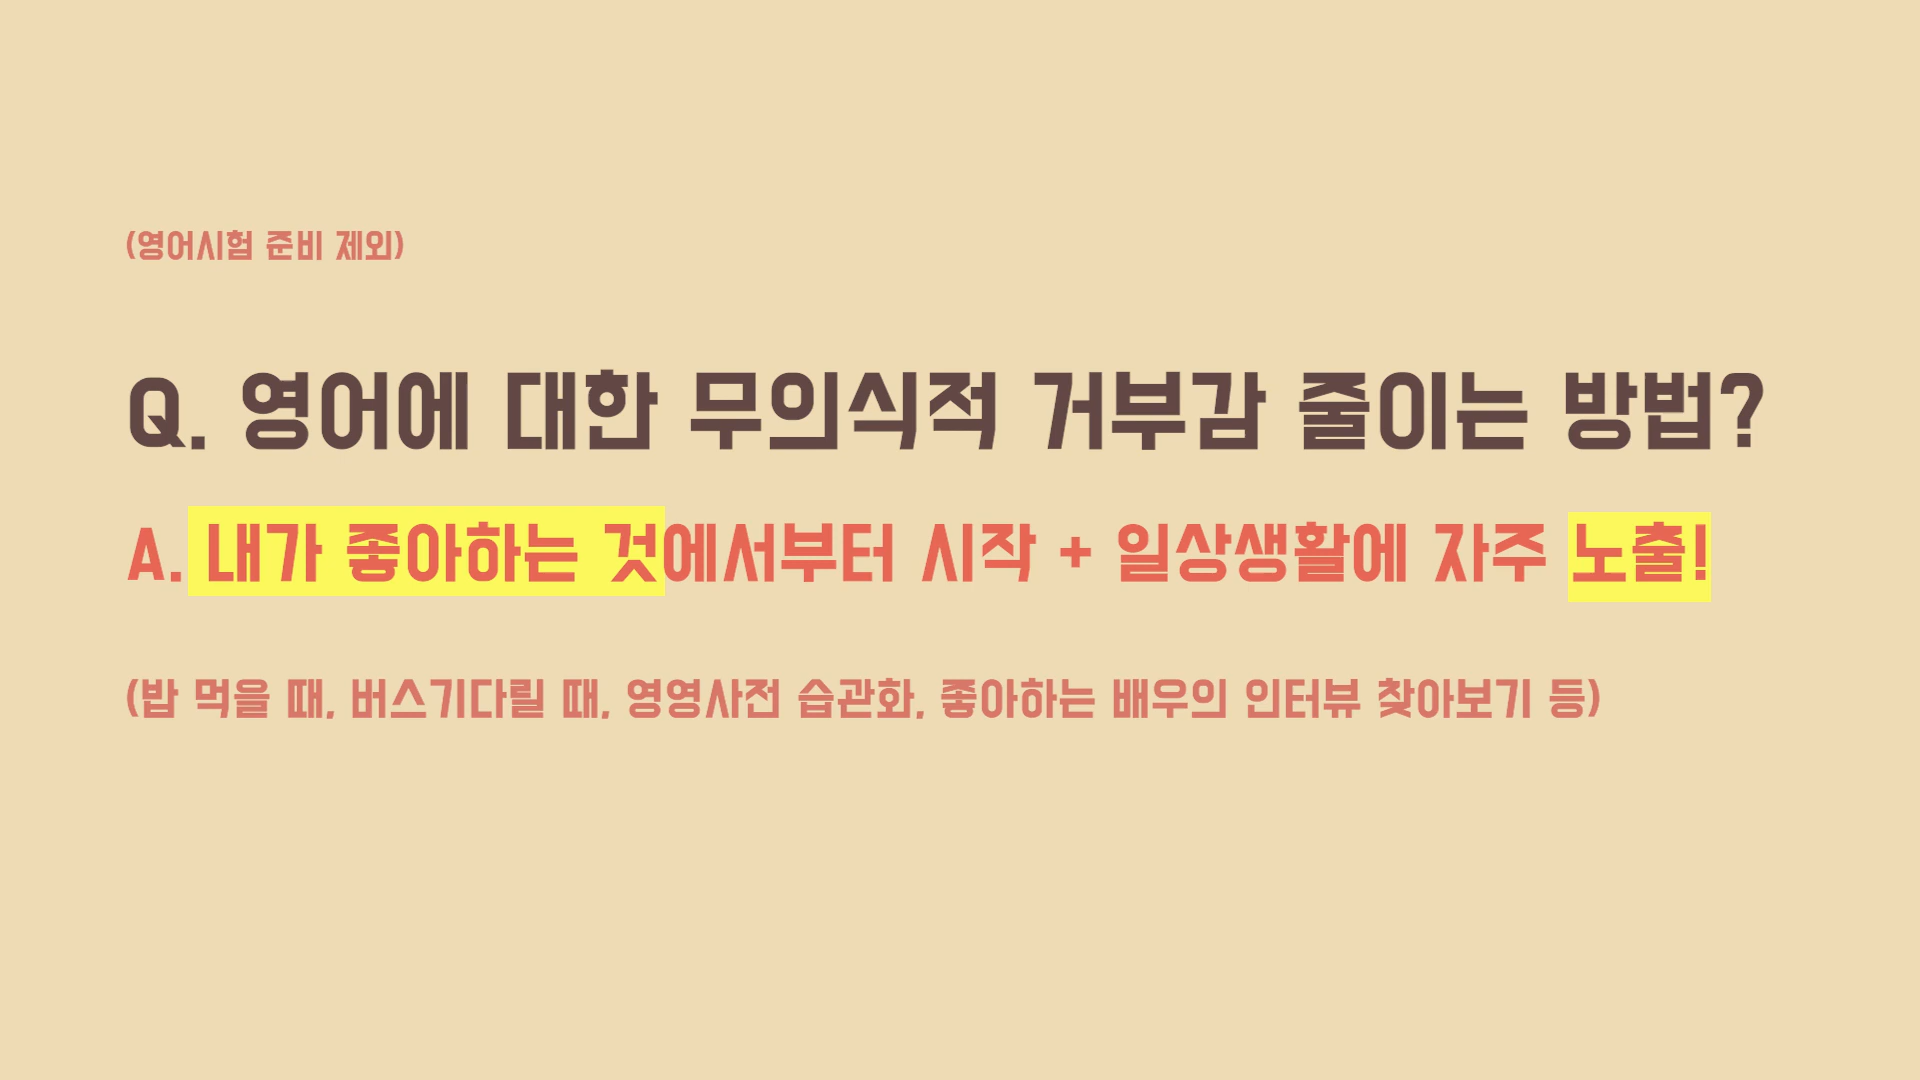 (영어시험 준비 제외)
Q. 영어에 대한 무의식적 거부감 줄이는 방법?
A. 내가 좋아하는 것에서부터 시작 + 일상생활에 자주 노출!
(밥 먹을 때, 버스기다릴 때, 영영사전 습관화, 좋아하는 배우의 인터뷰 찾아보기 등)